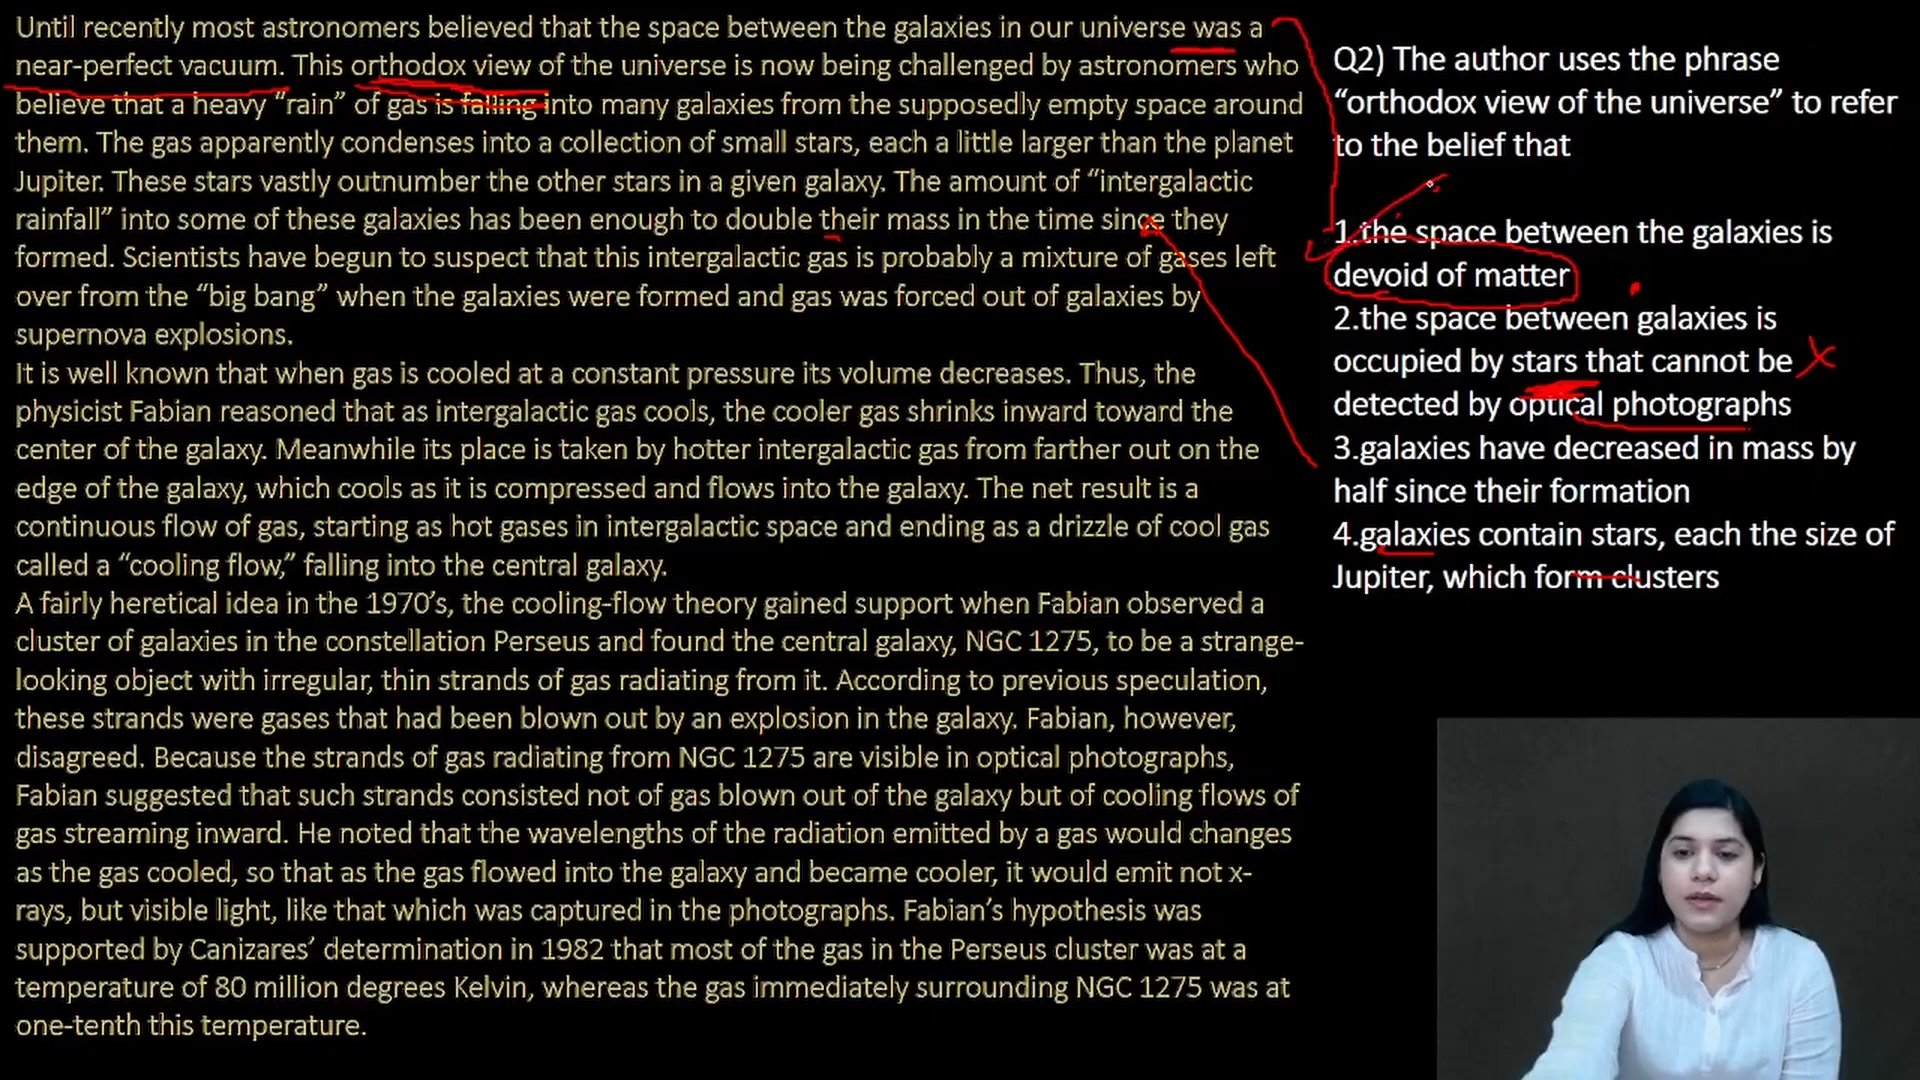 Until recently most astronomers believed that the space between the galaxies in our universe was a
near-perfect vacuum. This orthodox view of the universe is now being challenged by astronomers who
believe that a heavy “rain” of gas is falling into many galaxies from the supposedly empty space around
them. The gas apparently condenses into a collection of small stars, each a little larger than the planet
Jupiter. These stars vastly outnumber the other stars in a given galaxy. The amount of “intergalactic
rainfall” into some of these galaxies has been enough to double their mass in the time since they
formed. Scientists have begun to suspect that this intergalactic gas is probably a mixture of gases left
over from the “big bang” when the galaxies were formed and gas was forced out of galaxies by
supernova explosions.
It is well known that when gas is cooled at a constant pressure its volume decreases. Thus, the
physicist Fabian reasoned that as intergalactic gas cools, the cooler gas shrinks inward toward the
center of the galaxy. Meanwhile its place is taken by hotter intergalactic gas from farther out on the
edge of the galaxy, which cools as it is compressed and flows into the galaxy. The net result is a
continuous flow of gas, starting as hot gases in intergalactic space and ending as a drizzle of cool gas
called a “cooling flow,” falling into the central galaxy.
A fairly heretical idea in the 1970’s, the cooling-flow theory gained support when Fabian observed a
cluster of galaxies in the constellation Perseus and found the central galaxy, NGC 1275, to be a strange-
looking object with irregular, thin strands of gas radiating from it. According to previous speculation,
these strands were gases that had been blown out by an explosion in the galaxy. Fabian, however,
disagreed. Because the strands of gas radiating from NGC 1275 are visible in optical photographs,
Fabian suggested that such strands consisted not of gas blown out of the galaxy but of cooling flows of
gas streaming inward. He noted that the wavelengths of the radiation emitted by a gas would changes
as the gas cooled, so that as the gas flowed into the galaxy and became cooler, it would emit not x-
rays, but visible light, like that which was captured in the photographs. Fabian’s hypothesis was
supported by Canizares’ determination in 1982 that most of the gas in the Perseus cluster was at a
temperature of 80 million degrees Kelvin, whereas the gas immediately surrounding NGC 1275 was at
one-tenth this temperature.
Q2) The author uses the phrase
“orthodox view of the universe” to refer
to the belief that
1.the space between the galaxies is
devoid of matter
2.the space between galaxies is
occupied by stars that cannot be
detected by optical photographs
3.galaxies have decreased in mass by
half since their formation
4.galaxies contain stars, each the size of
Jupiter, which form clusters